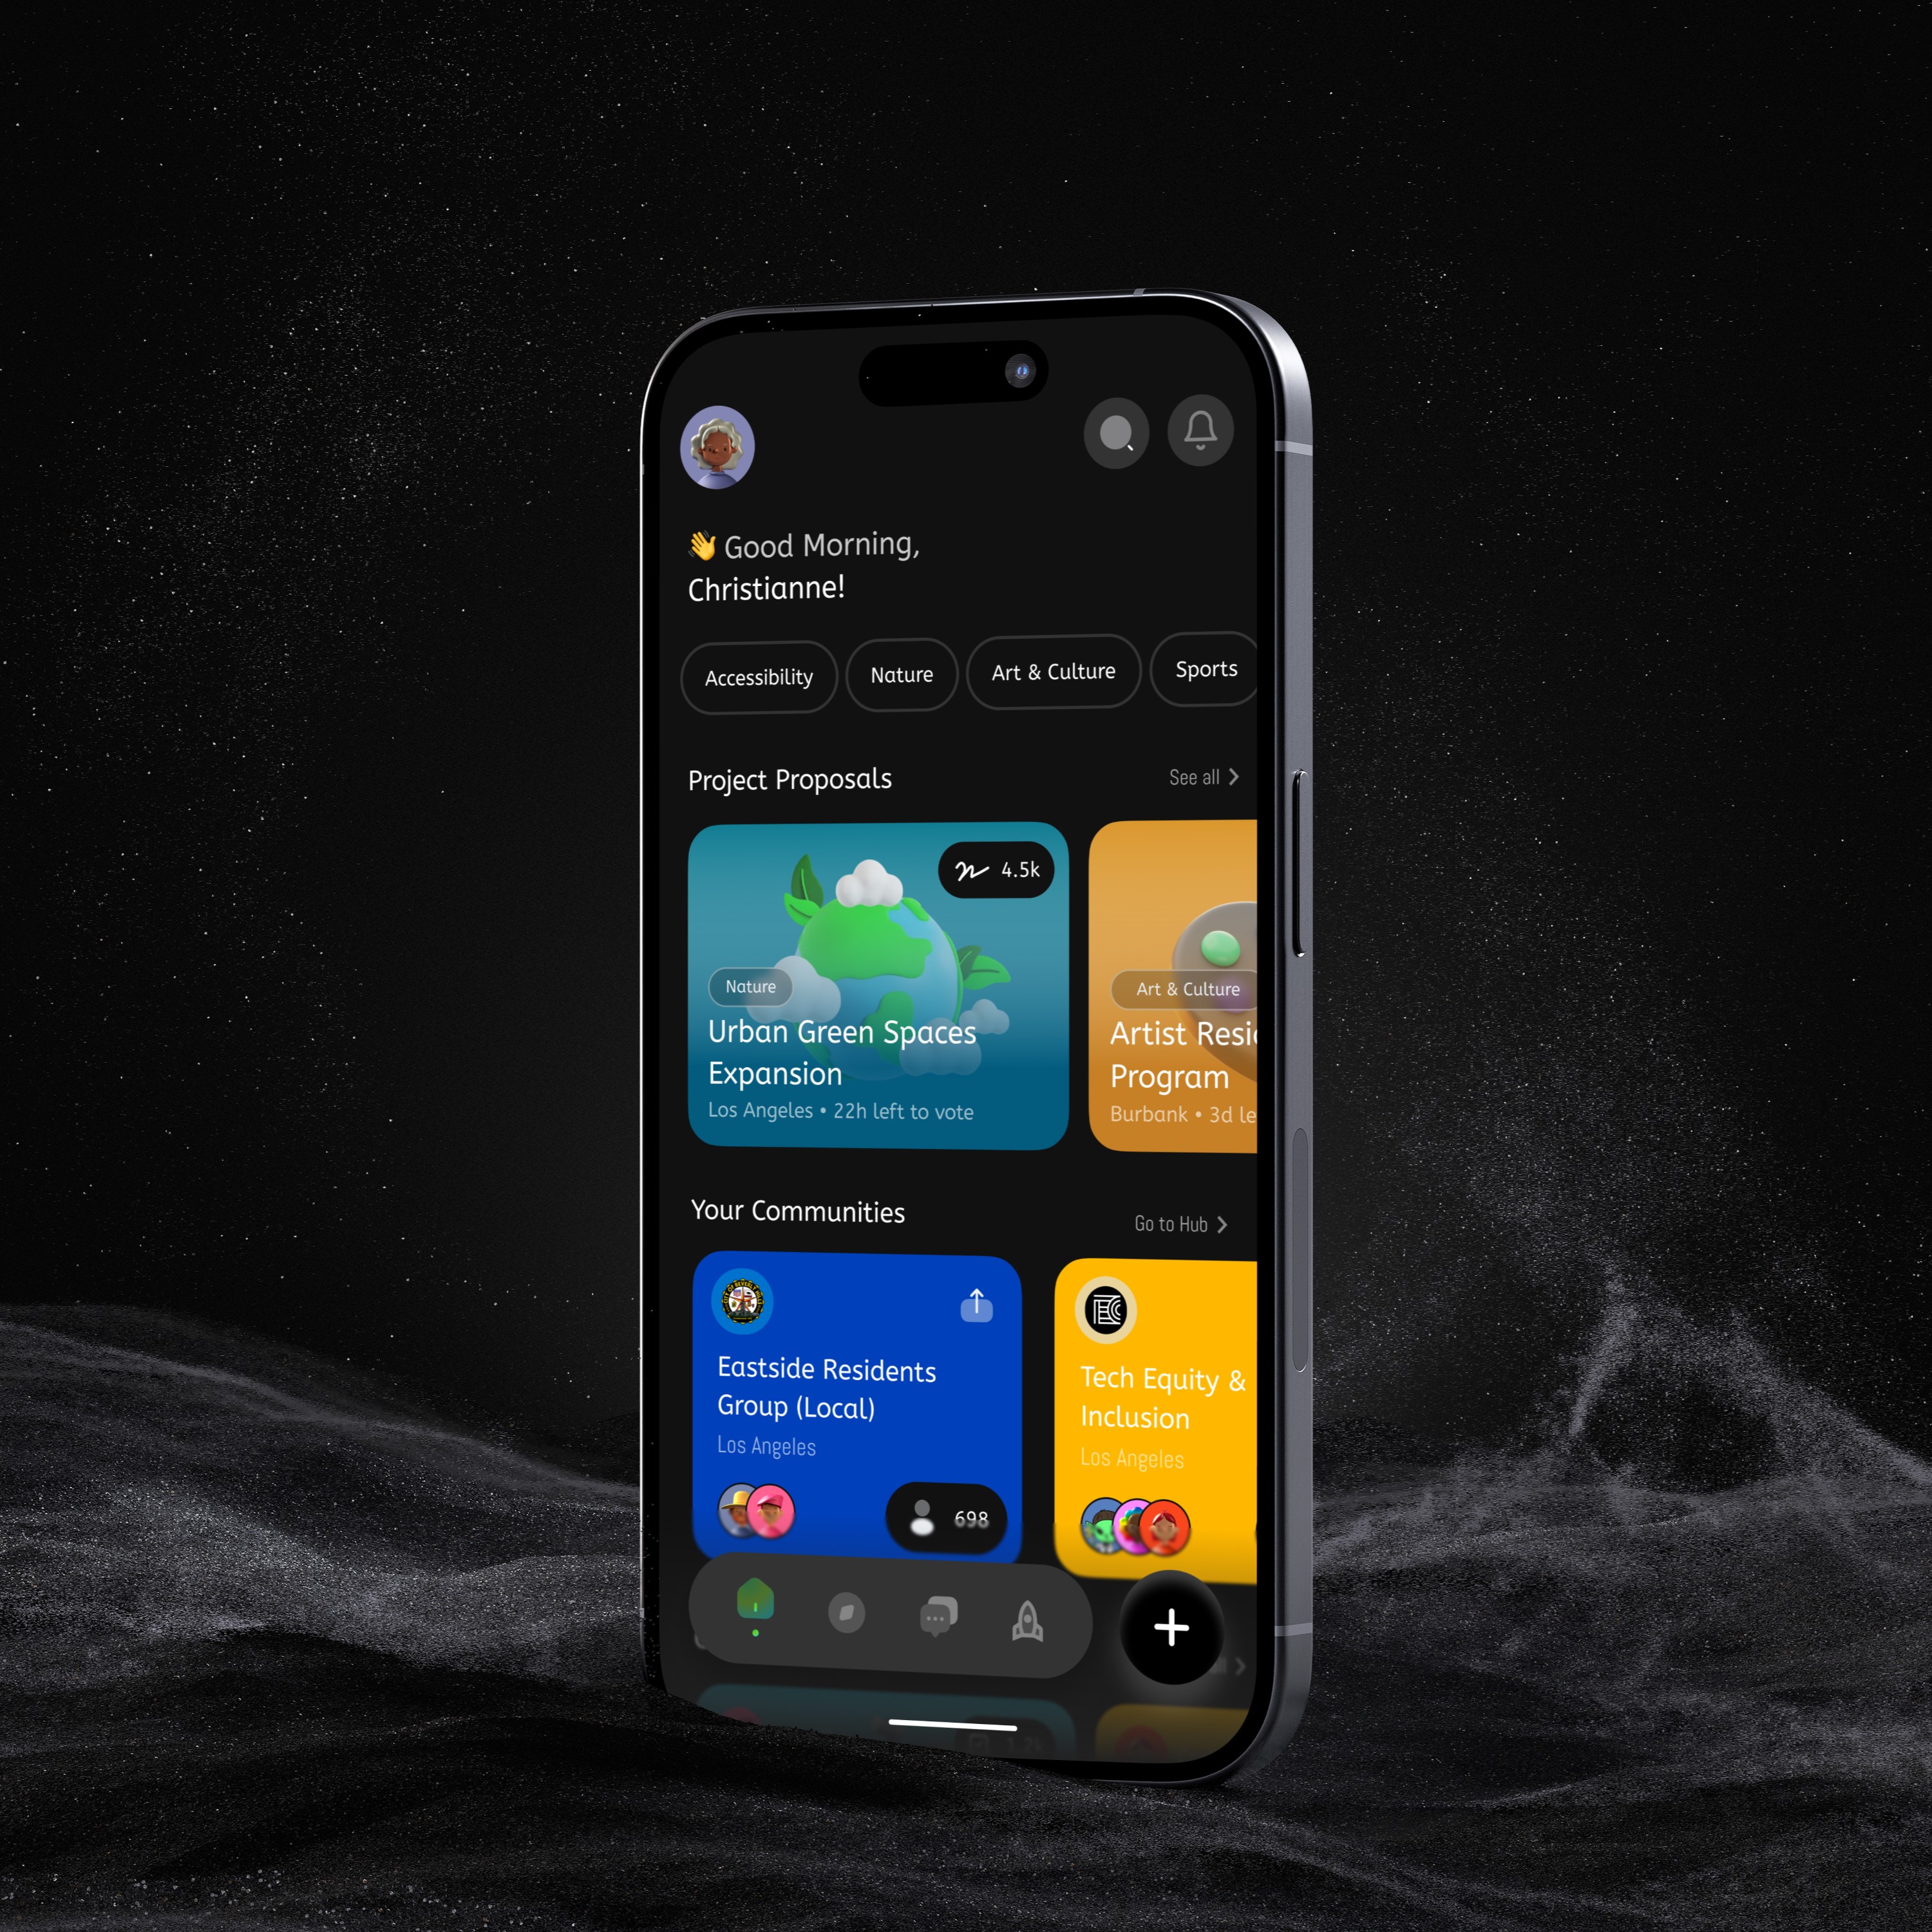 👋 Good Morning,
Christianne!
Accessibility
Nature
Art & Culture
Sports
Project Proposals
See all
4.5k
Nature
Urban Green Spaces
Expansion
Los Angeles • 22h left to vote
Art & Culture
Artist Resi
Program
Burbank • 3d le
Your Communities
Go to Hub
Eastside Residents
Group (Local)
Los Angeles
698
Tech Equity &
Inclusion
Los Angeles